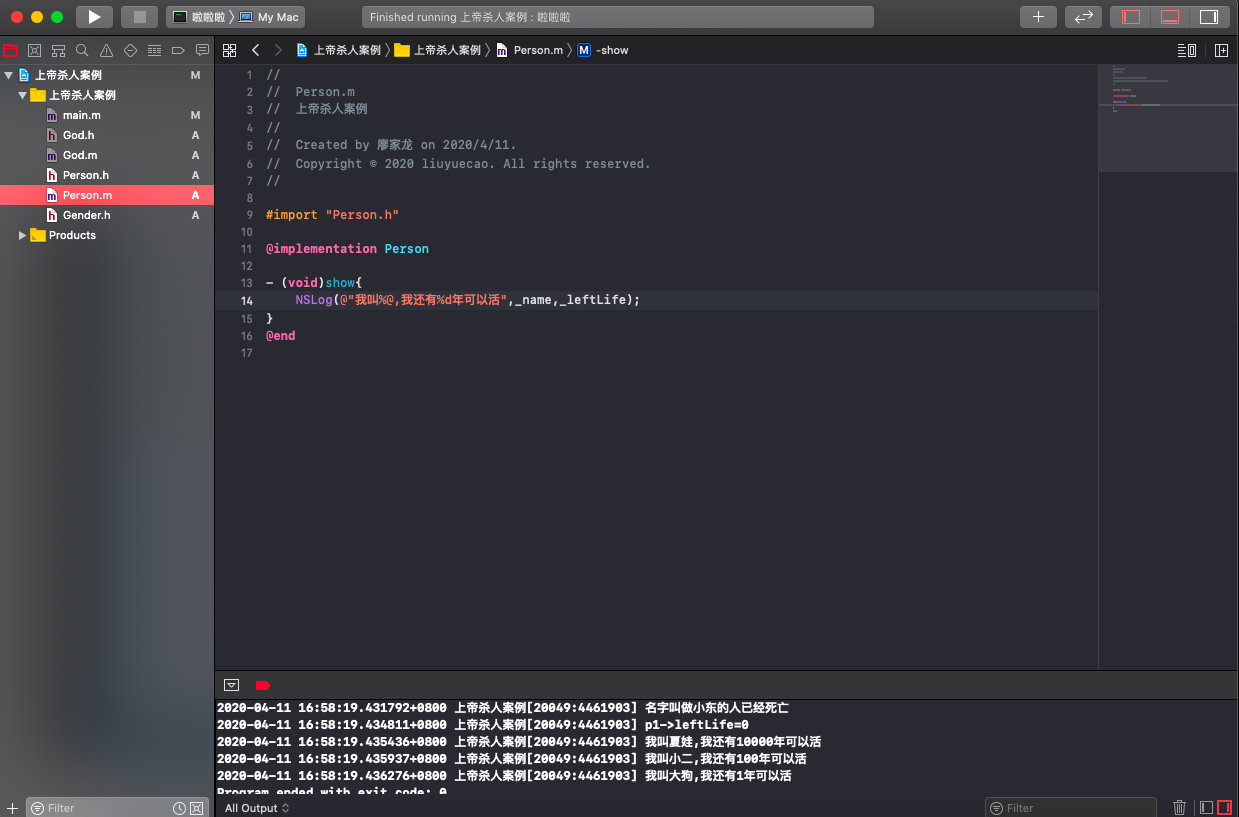 啦啦啦 〉 My Mac
Finished running 上帝杀人案例 : 啦啦啦
上帝杀人案例 〉 上帝杀人案例 〉 Person.m 〉 M -show
上帝杀人案例 M
上帝杀人案例
main.m M
God.h A
God.m A
Person.h A
Person.m A
Gender.h A
Products
1 //
2 //  Person.m
3 //  上帝杀人案例
4 //
5 //  Created by 廖家龙 on 2020/4/11.
6 //  Copyright © 2020 liuyuecao. All rights reserved.
7 //
8
9 #import "Person.h"
10
11 @implementation Person
12
13 - (void)show{
14     NSLog(@"我叫%@,我还有%d年可以活",_name,_leftLife);
15 }
16 @end
17
2020-04-11 16:58:19.431792+0800 上帝杀人案例[20049:4461903] 名字叫做小东的人已经死亡
2020-04-11 16:58:19.434811+0800 上帝杀人案例[20049:4461903] p1->leftLife=0
2020-04-11 16:58:19.435436+0800 上帝杀人案例[20049:4461903] 我叫夏娃,我还有10000年可以活
2020-04-11 16:58:19.435937+0800 上帝杀人案例[20049:4461903] 我叫小二,我还有100年可以活
2020-04-11 16:58:19.436276+0800 上帝杀人案例[20049:4461903] 我叫大狗,我还有1年可以活
Program ended with exit code: 0
Filter
All Output
Filter